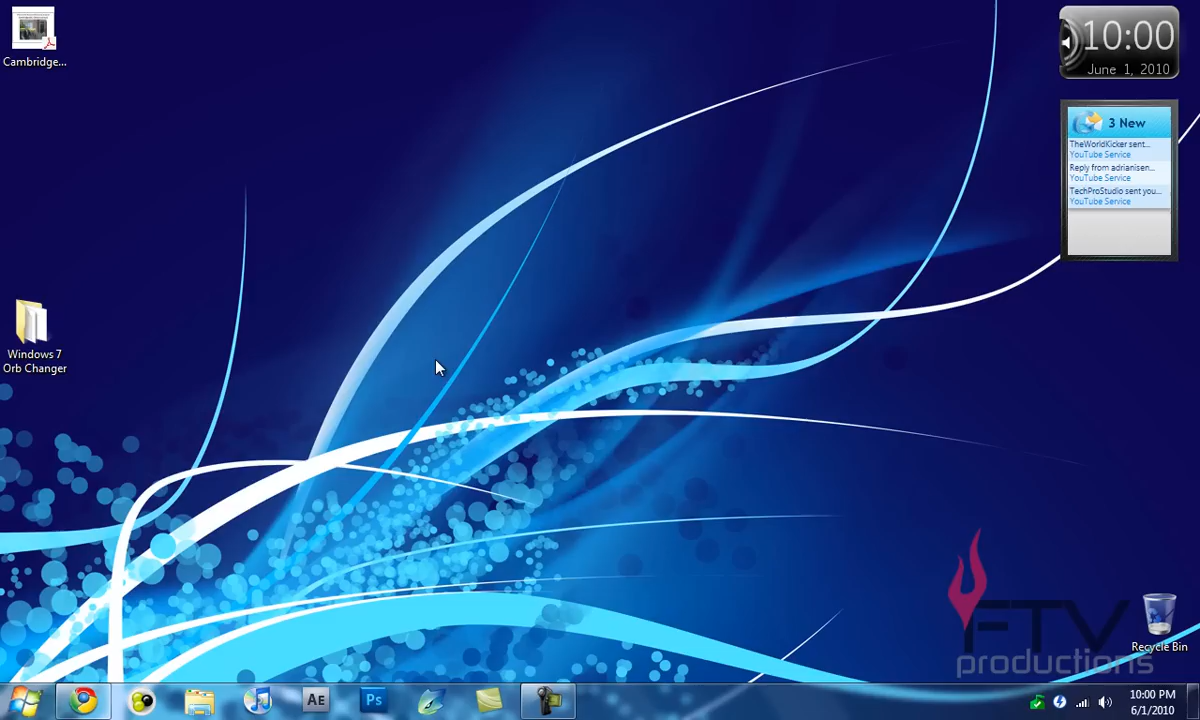 Cambridge...
Windows 7
Orb Changer
10:00
June 1, 2010
3 New
TheWorldKicker sent...
YouTube Service
Reply from adrianisen...
YouTube Service
TechProStudio sent you...
YouTube Service
FTV
productions
Recycle Bin
Ae
Ps
10:00 PM
6/1/2010